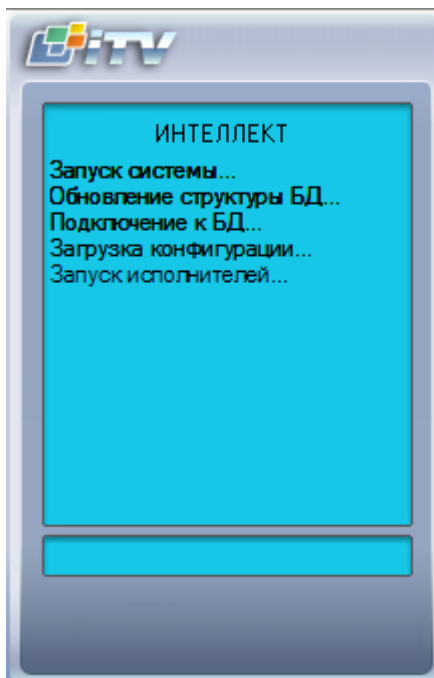 iTV
ИНТЕЛЛЕКТ
Запуск системы...
Обновление структуры БД...
Подключение к БД...
Загрузка конфигурации...
Запуск исполнителей...